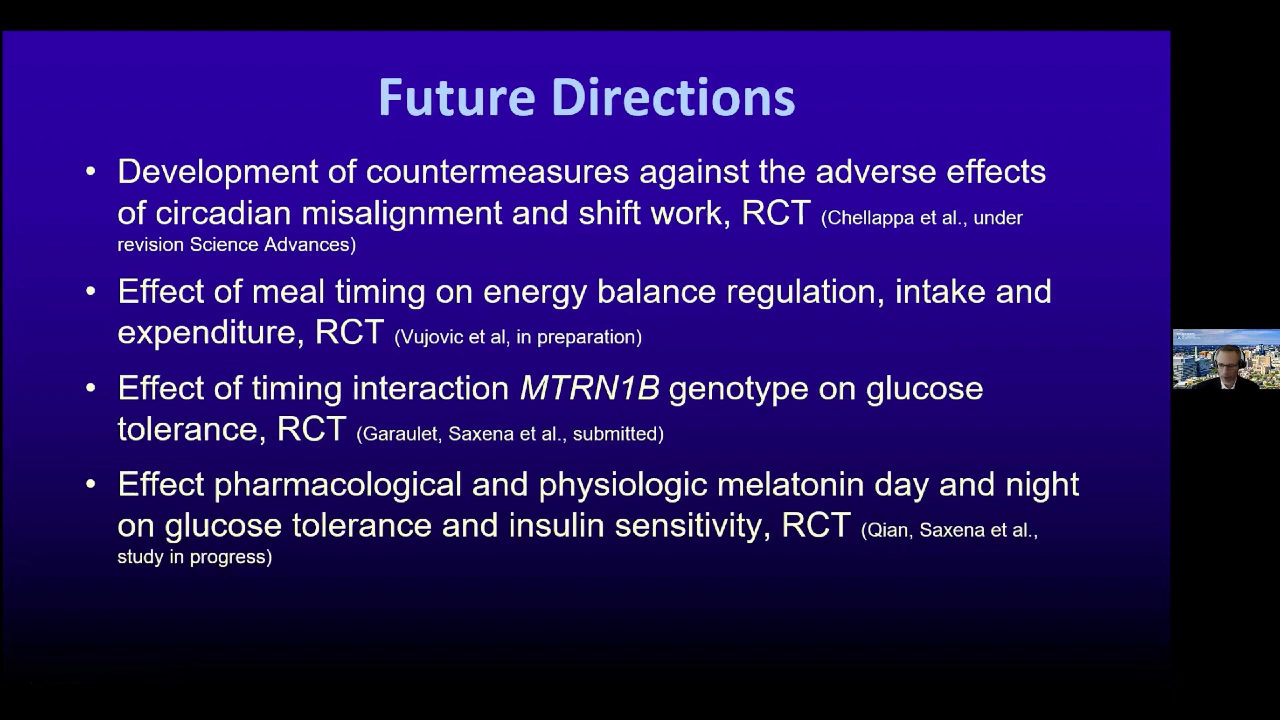 Future Directions
• Development of countermeasures against the adverse effects
of circadian misalignment and shift work, RCT (Chellappa et al., under
revision Science Advances)
• Effect of meal timing on energy balance regulation, intake and
expenditure, RCT (Vujovic et al, in preparation)
• Effect of timing interaction MTRN1B genotype on glucose
tolerance, RCT (Garaulet, Saxena et al., submitted)
• Effect pharmacological and physiologic melatonin day and night
on glucose tolerance and insulin sensitivity, RCT (Qian, Saxena et al.,
study in progress)